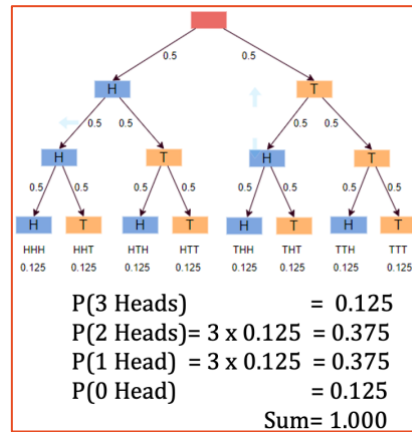 0.5 0.5
H T
0.5 0.5 0.5 0.5
H T H T
0.5 0.5 0.5 0.5 0.5 0.5 0.5 0.5
H T H T H T H T
HHH HHT HTH HTT THH THT TTH TTT
0.125 0.125 0.125 0.125 0.125 0.125 0.125 0.125
P(3 Heads) = 0.125
P(2 Heads)= 3 x 0.125 = 0.375
P(1 Head) = 3 x 0.125 = 0.375
P(0 Head) = 0.125
Sum= 1.000